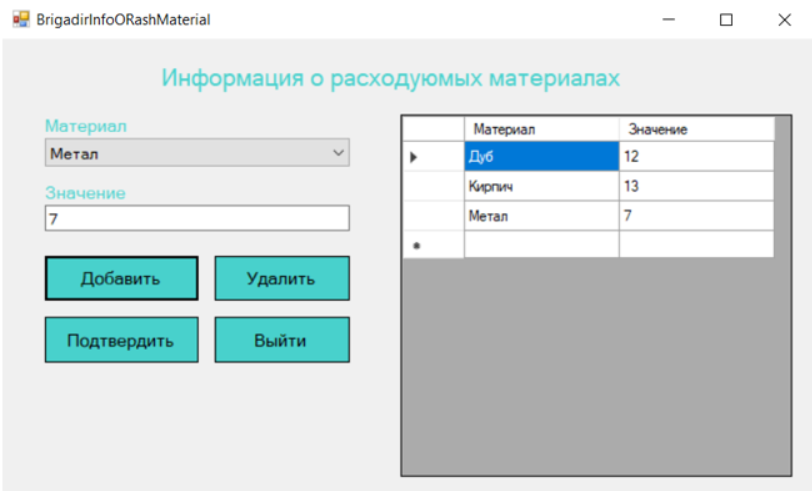 BrigadirInfoORashMaterial
Информация о расходуюмых материалах
Материал
Метал
Значение
7
Добавить Удалить
Подтвердить Выйти
Материал Значение
Дуб 12
Кирпич 13
Метал 7